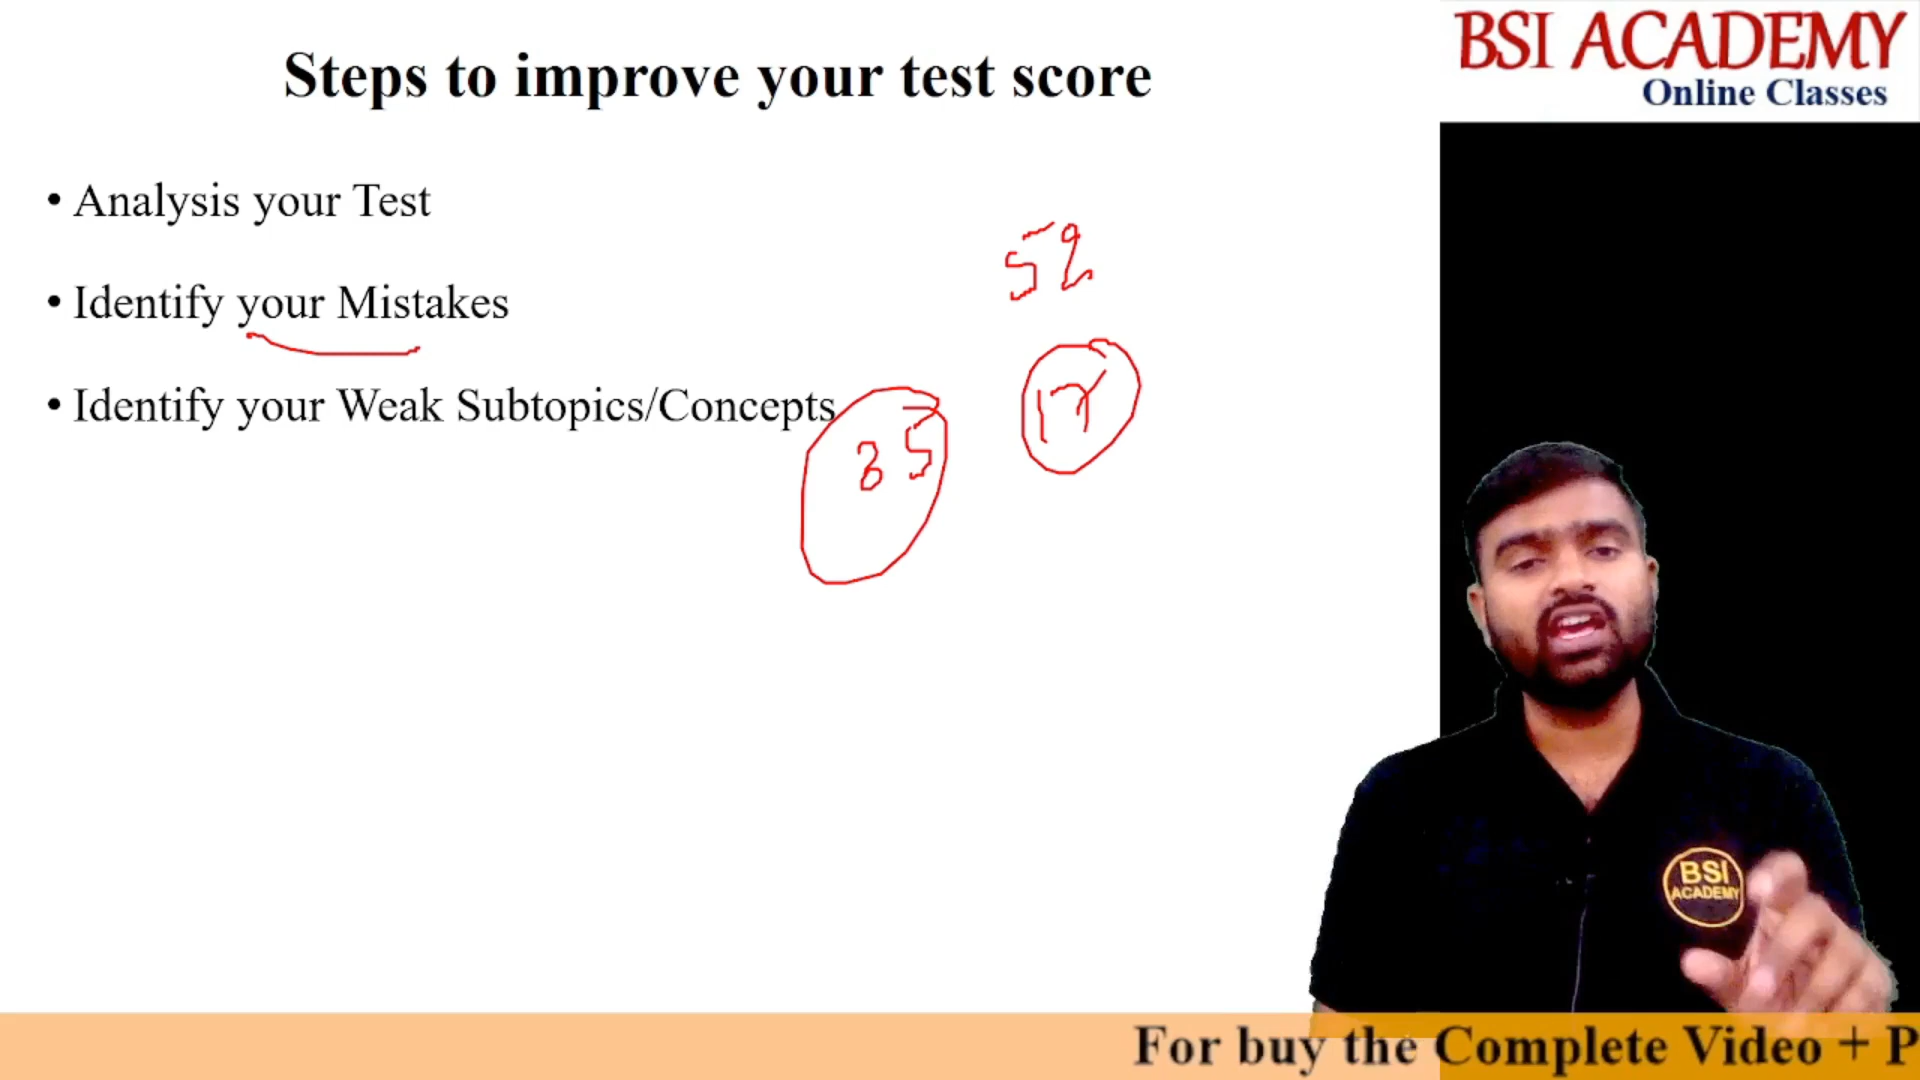 Steps to improve your test score
BSI ACADEMY
Online Classes
• Analysis your Test
• Identify your Mistakes
• Identify your Weak Subtopics/Concepts
52
17
35
BSI
ACADEMY
For buy the Complete Video + P